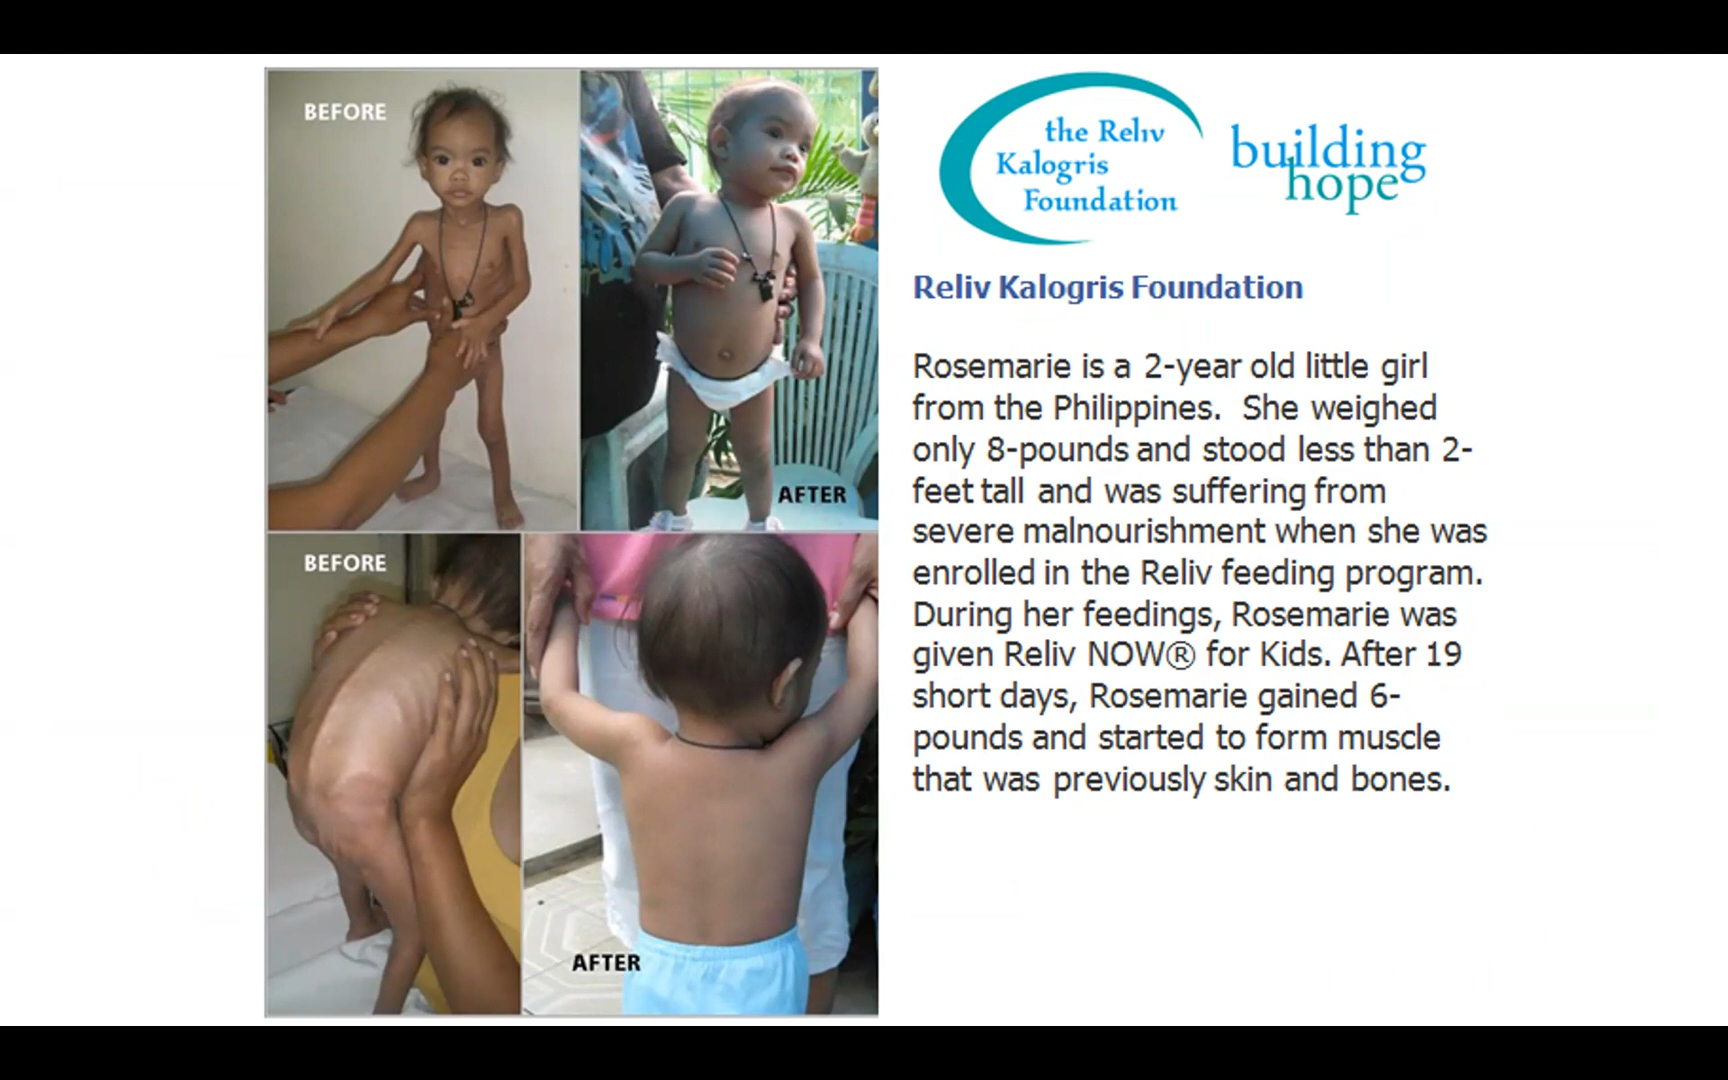 BEFORE
AFTER
BEFORE
AFTER
the Reliv
Kalogris
Foundation
building
hope
Reliv Kalogris Foundation
Rosemarie is a 2-year old little girl
from the Philippines.  She weighed
only 8-pounds and stood less than 2-
feet tall and was suffering from
severe malnourishment when she was
enrolled in the Reliv feeding program.
During her feedings, Rosemarie was
given Reliv NOW® for Kids. After 19
short days, Rosemarie gained 6-
pounds and started to form muscle
that was previously skin and bones.